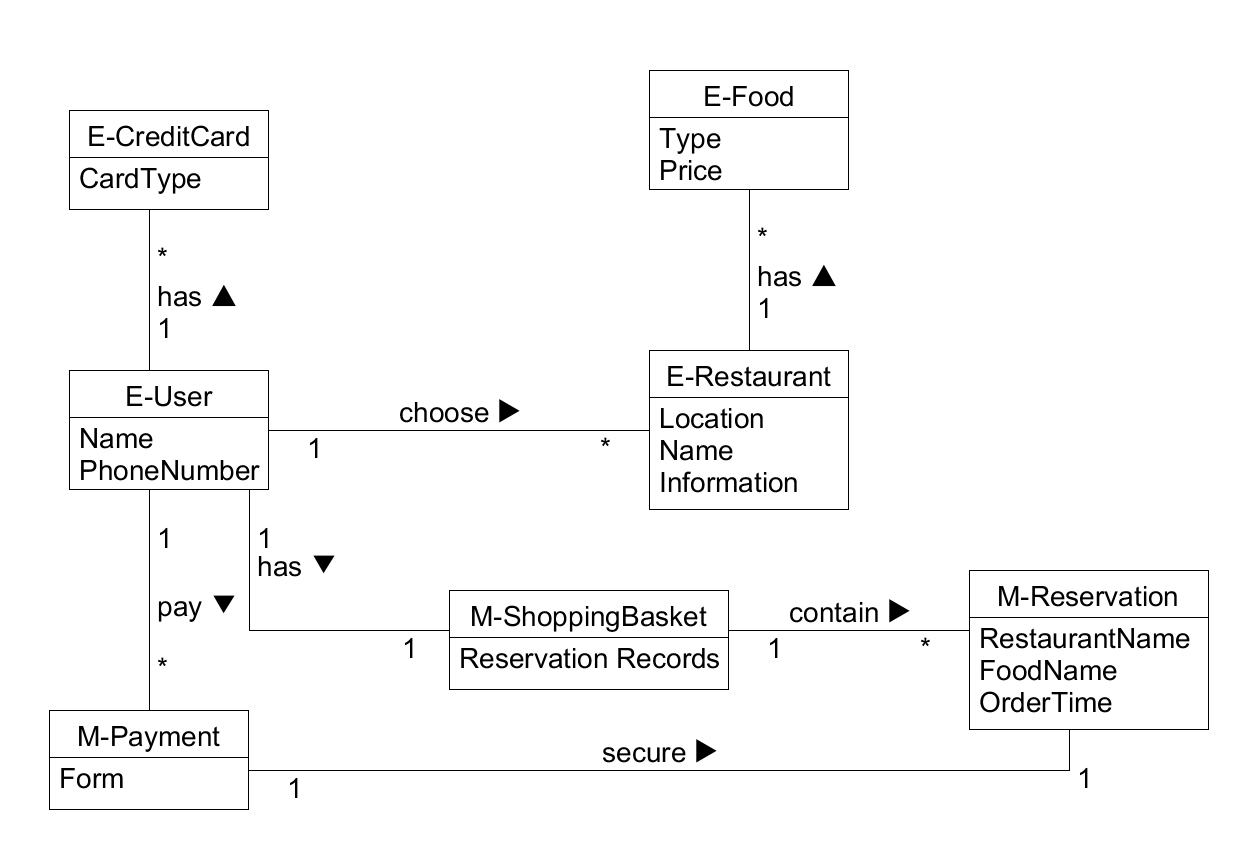 E-Food
Type
Price
E-CreditCard
CardType
*
has ▲
1
*
has ▲
1
E-User
Name
PhoneNumber
choose ▶
1
*
E-Restaurant
Location
Name
Information
1
pay ▼
*
1
has ▼
1
M-ShoppingBasket
Reservation Records
contain ▶
1
*
M-Reservation
RestaurantName
FoodName
OrderTime
M-Payment
Form
secure ▶
1
1